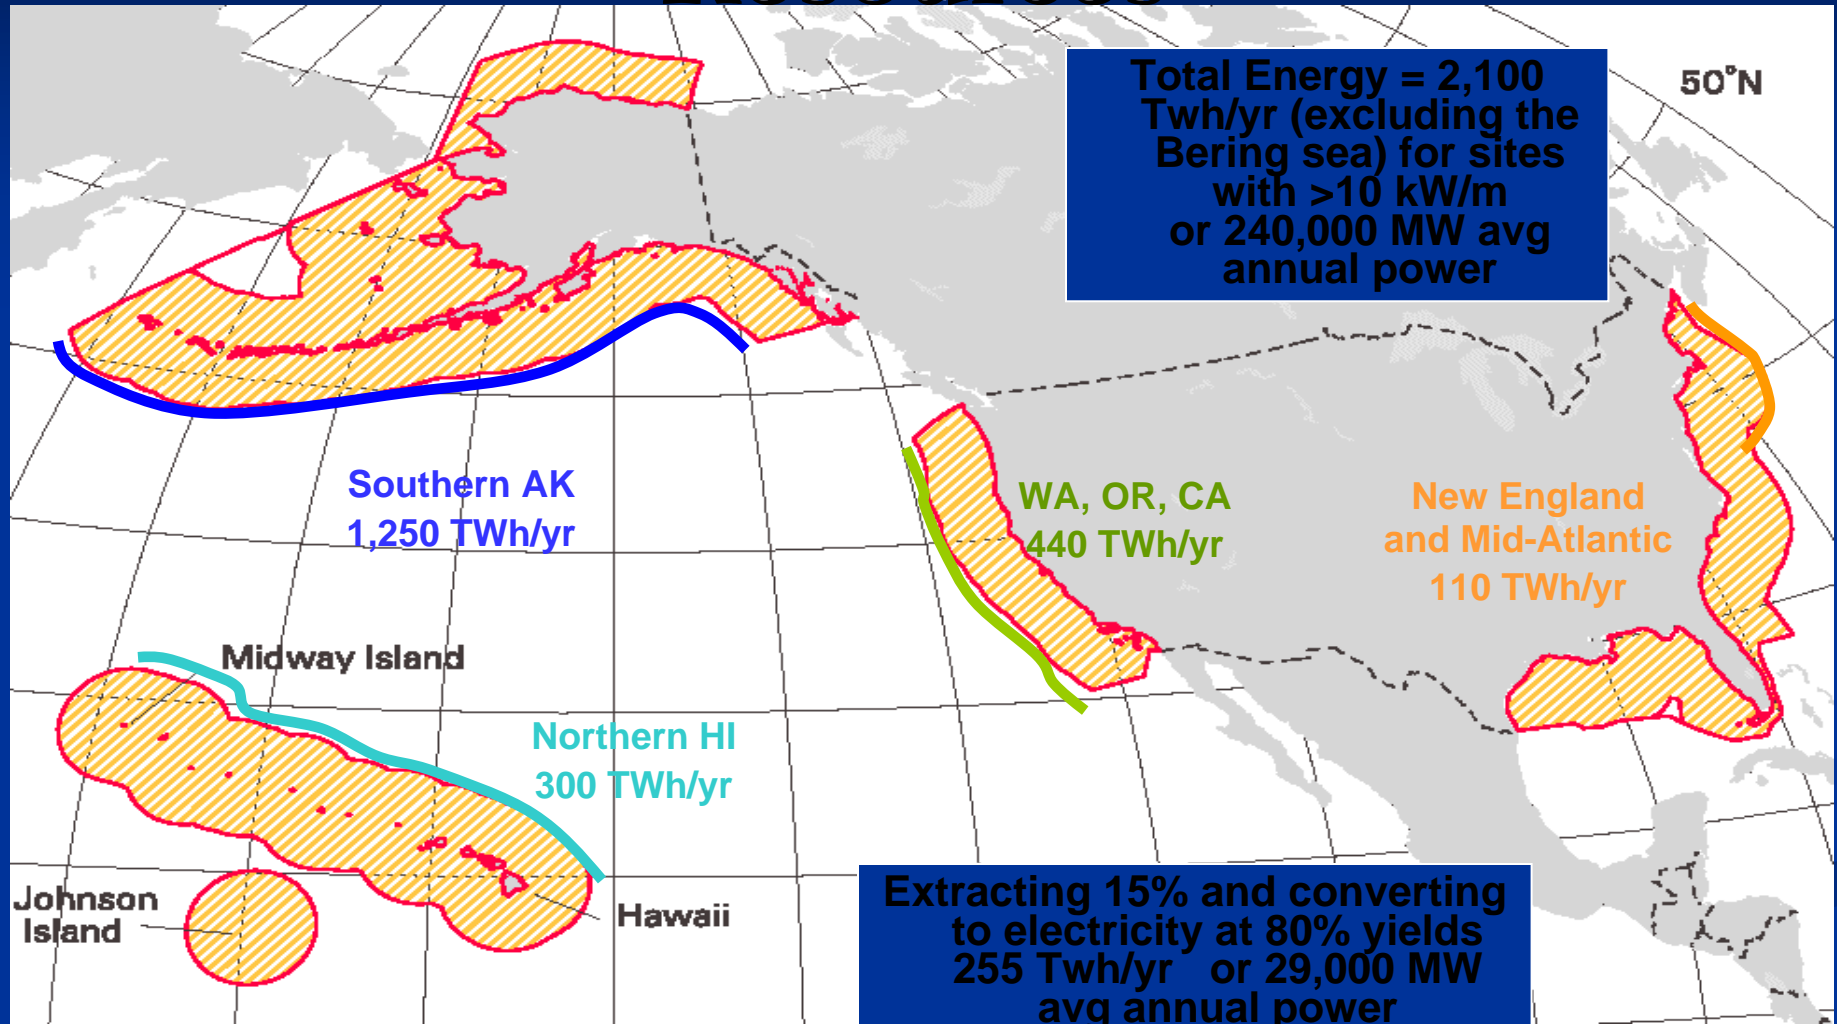 Resources
Total Energy = 2,100
Twh/yr (excluding the
Bering sea) for sites
with >10 kW/m
or 240,000 MW avg
annual power
50°N
Southern AK
1,250 TWh/yr
WA, OR, CA
440 TWh/yr
New England
and Mid-Atlantic
110 TWh/yr
Midway Island
Northern HI
300 TWh/yr
Johnson
Island
Hawaii
Extracting 15% and converting
to electricity at 80% yields
255 Twh/yr or 29,000 MW
avg annual power